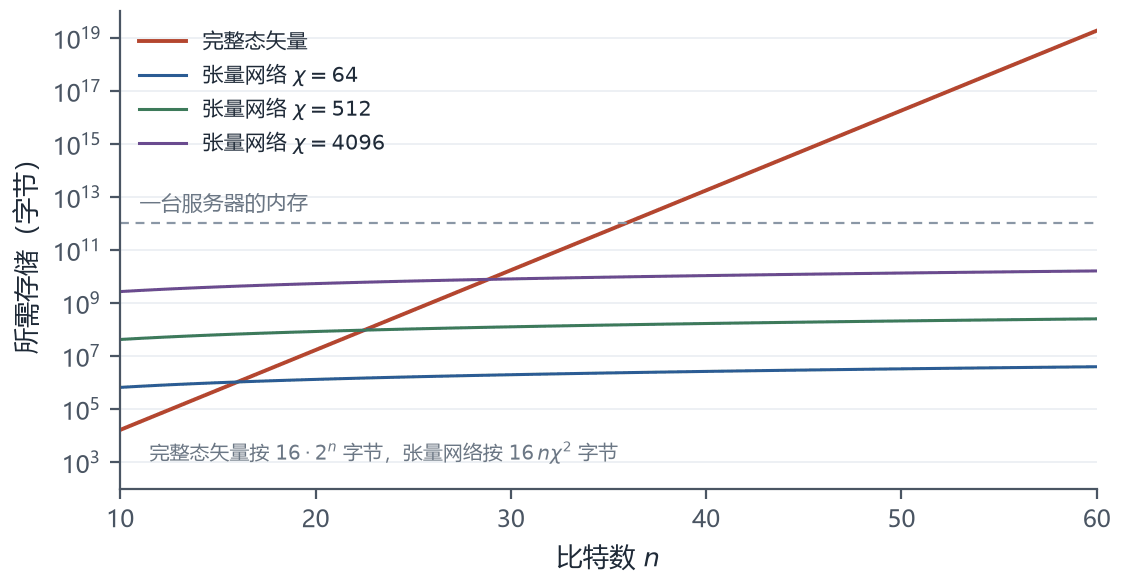 10¹⁹
10¹⁷
10¹⁵
10¹³
10¹¹
10⁹
10⁷
10⁵
10³
所需存储（字节）
完整态矢量
张量网络 χ = 64
张量网络 χ = 512
张量网络 χ = 4096
一台服务器的内存
完整态矢量按 16 · 2ⁿ 字节，张量网络按 16 nχ² 字节
10 20 30 40 50 60
比特数 n